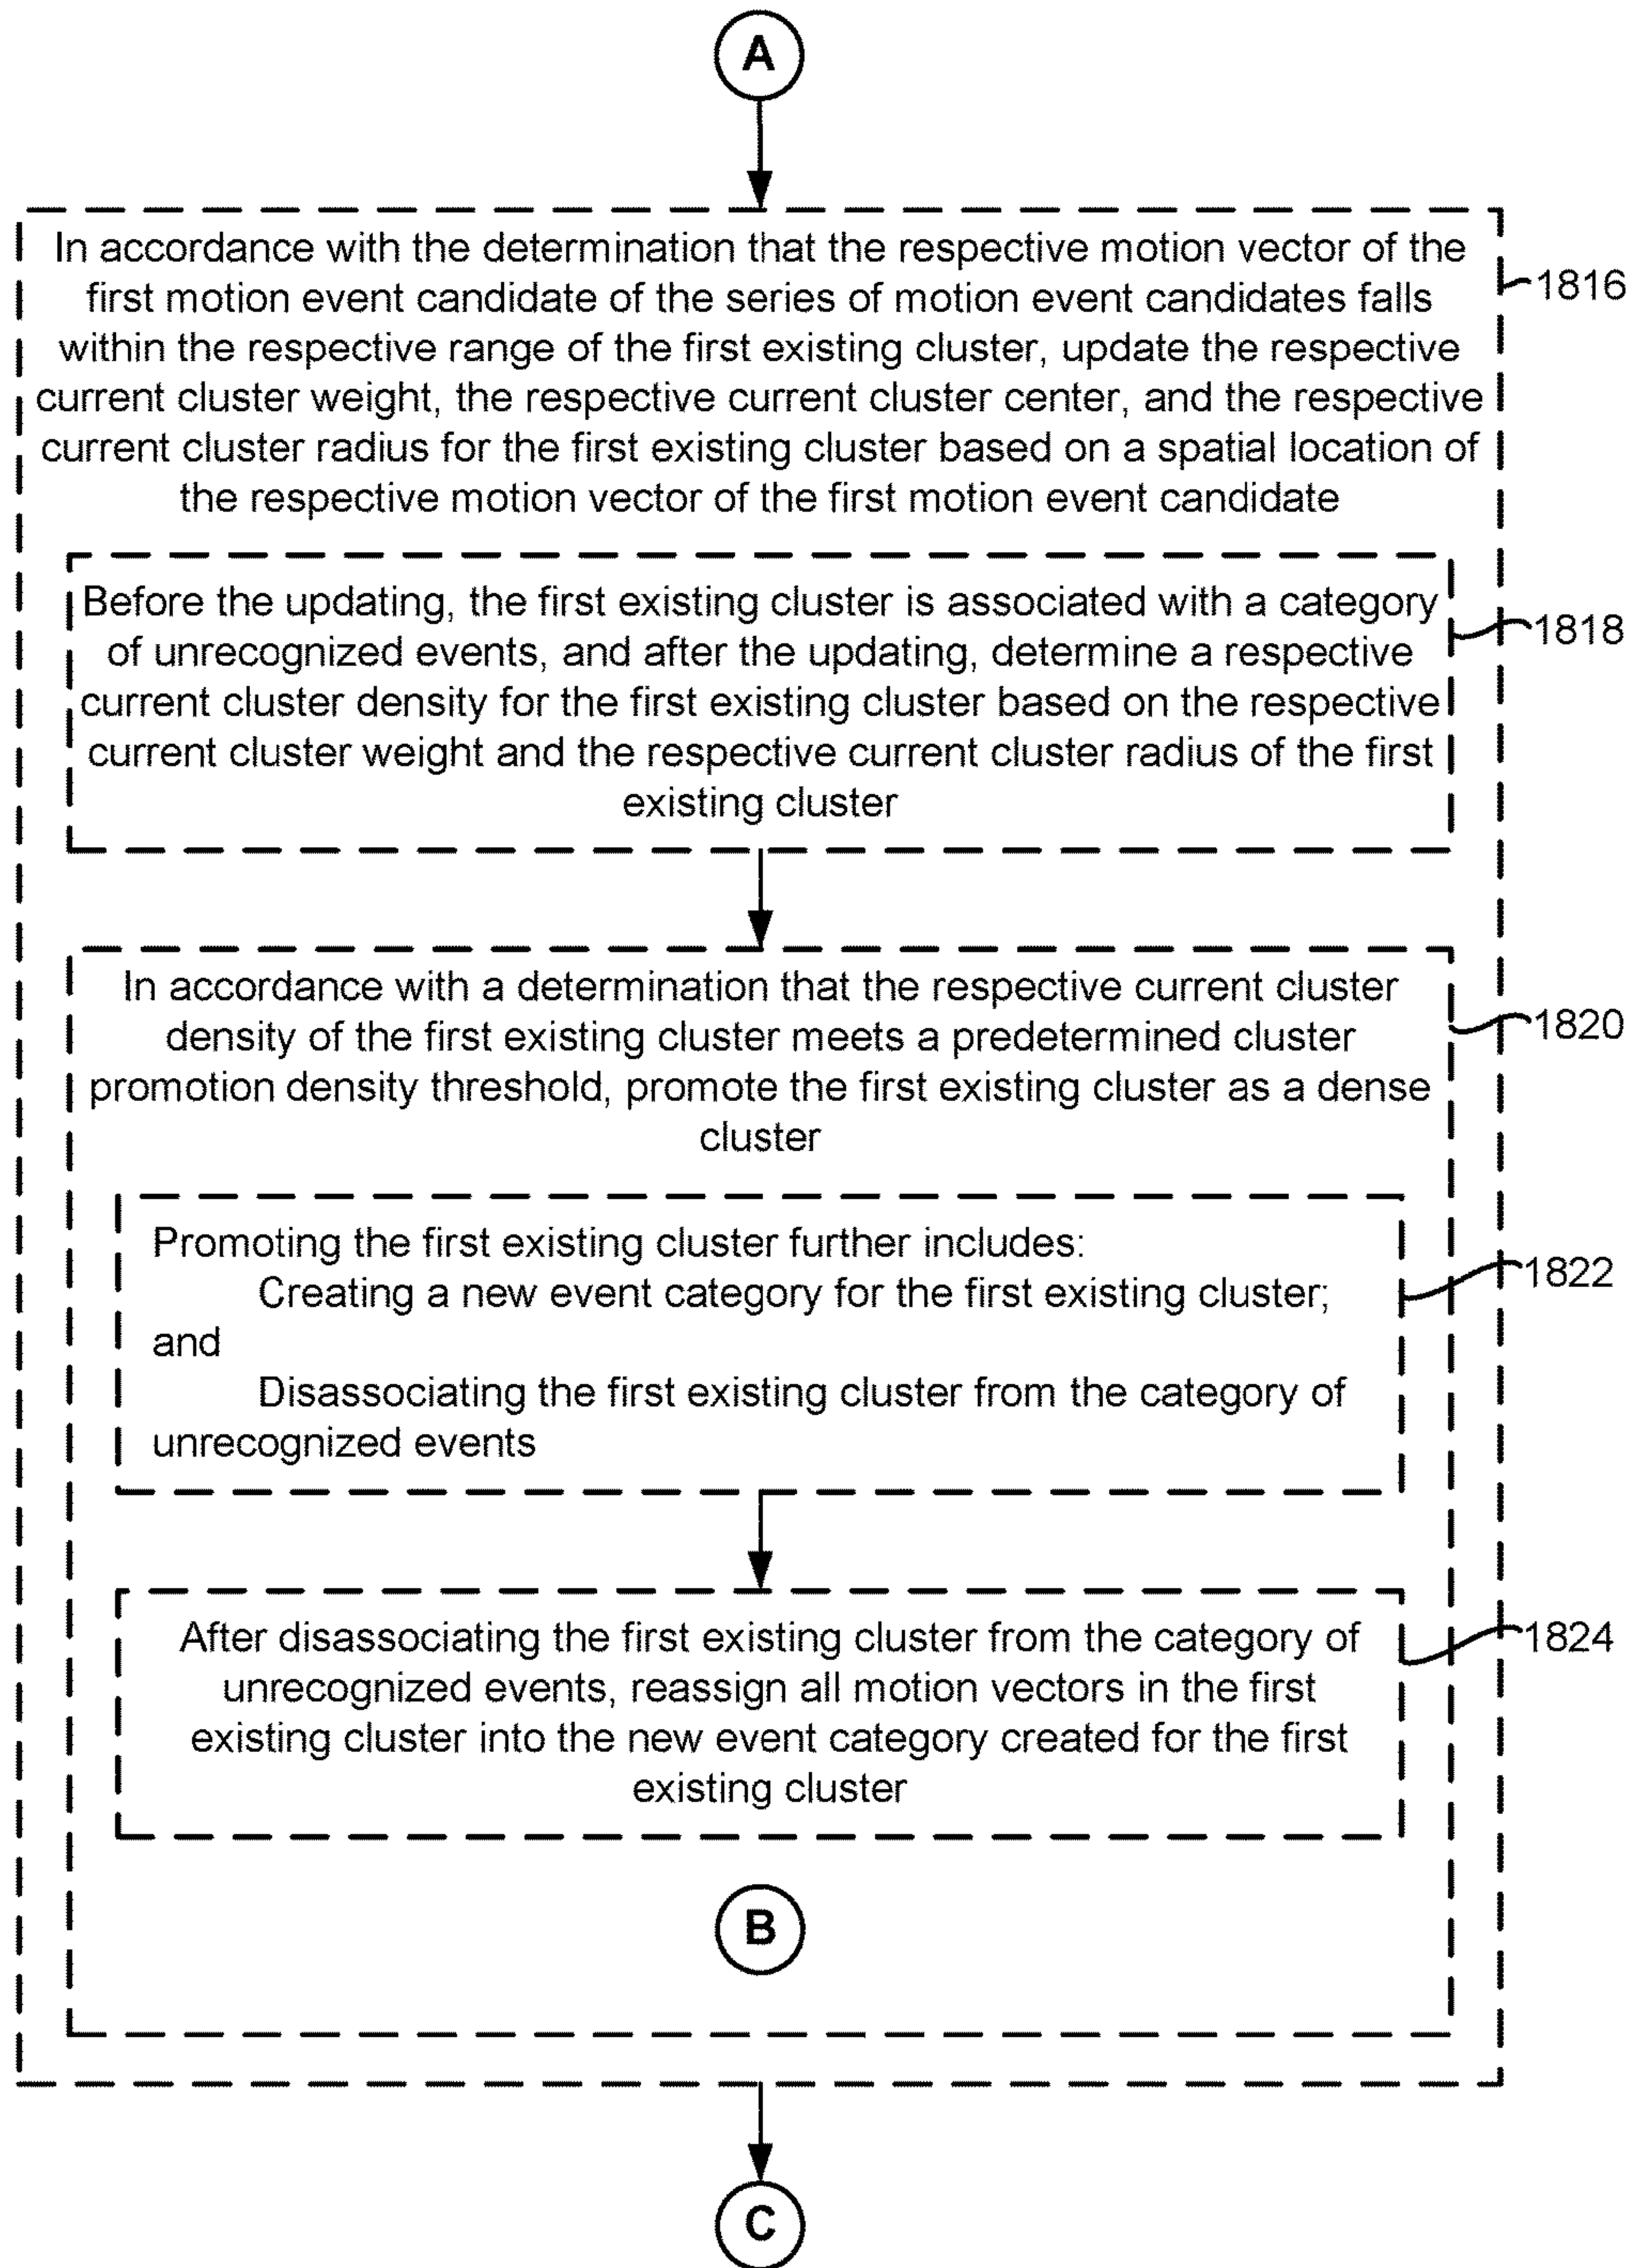 A
In accordance with the determination that the respective motion vector of the
first motion event candidate of the series of motion event candidates falls
within the respective range of the first existing cluster, update the respective
current cluster weight, the respective current cluster center, and the respective
current cluster radius for the first existing cluster based on a spatial location of
the respective motion vector of the first motion event candidate
1816
Before the updating, the first existing cluster is associated with a category
of unrecognized events, and after the updating, determine a respective
current cluster density for the first existing cluster based on the respective
current cluster weight and the respective current cluster radius of the first
existing cluster
1818
In accordance with a determination that the respective current cluster
density of the first existing cluster meets a predetermined cluster
promotion density threshold, promote the first existing cluster as a dense
cluster
1820
Promoting the first existing cluster further includes:
Creating a new event category for the first existing cluster;
and
Disassociating the first existing cluster from the category of
unrecognized events
1822
After disassociating the first existing cluster from the category of
unrecognized events, reassign all motion vectors in the first
existing cluster into the new event category created for the first
existing cluster
1824
B
C